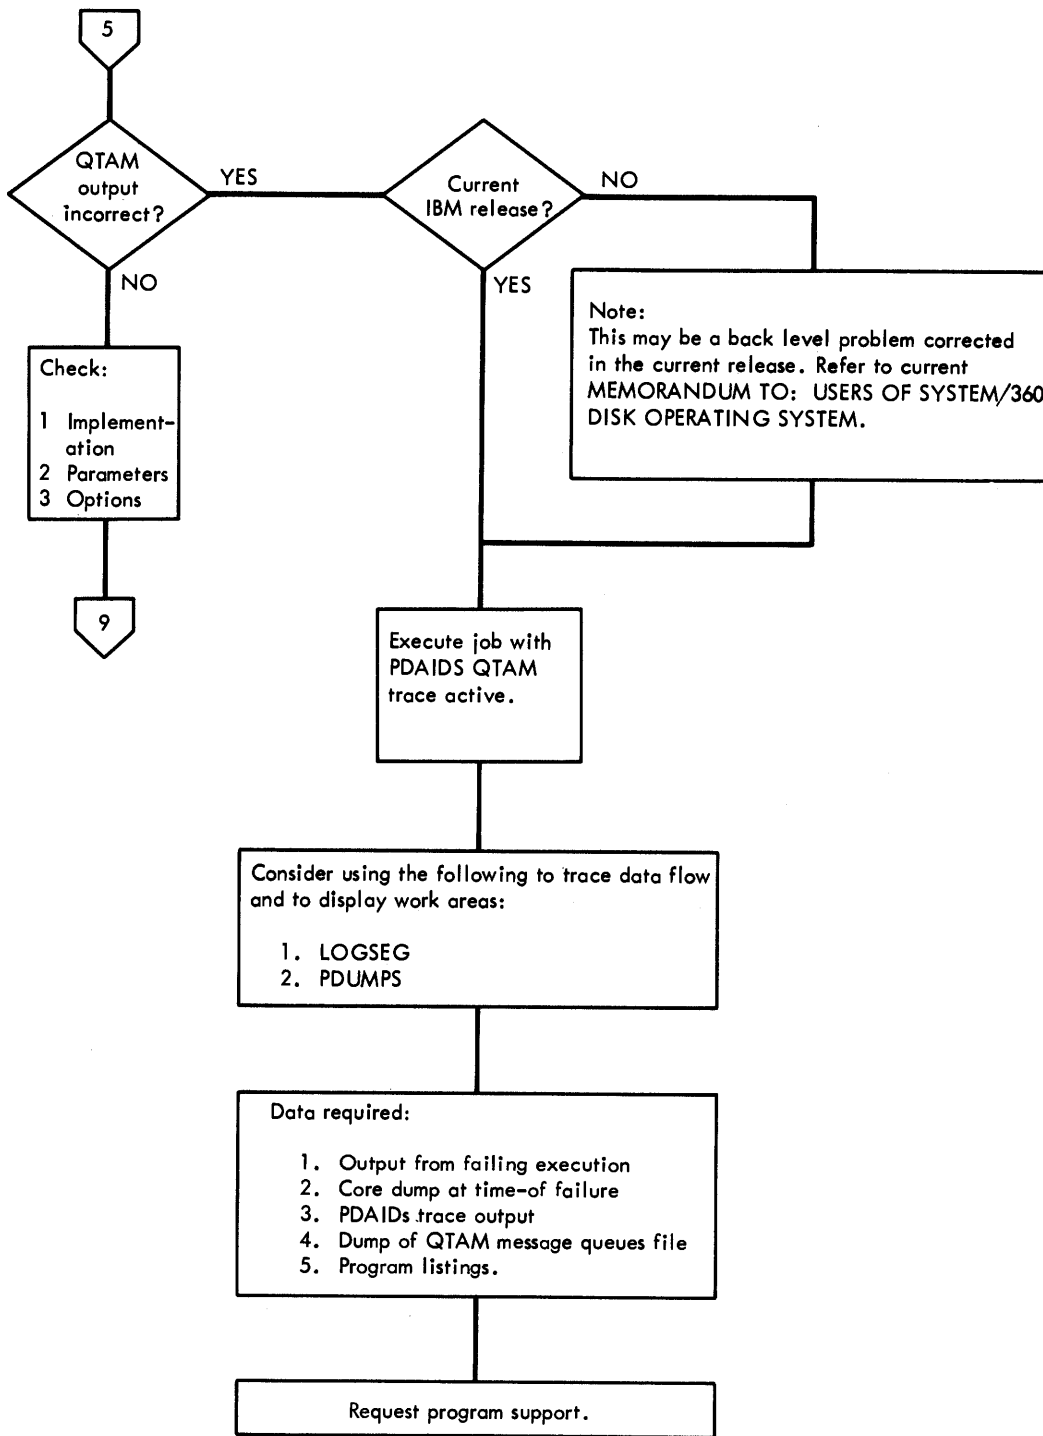 5
QTAM
output
incorrect?
YES
NO
Current
IBM release?
NO
YES
Note:
This may be a back level problem corrected
in the current release. Refer to current
MEMORANDUM TO: USERS OF SYSTEM/360
DISK OPERATING SYSTEM.
Check:
1 Implement-
ation
2 Parameters
3 Options
9
Execute job with
PDAIDS QTAM
trace active.
Consider using the following to trace data flow
and to display work areas:
1. LOGSEG
2. PDUMPS
Data required:
1. Output from failing execution
2. Core dump at time-of failure
3. PDAIDs trace output
4. Dump of QTAM message queues file
5. Program listings.
Request program support.